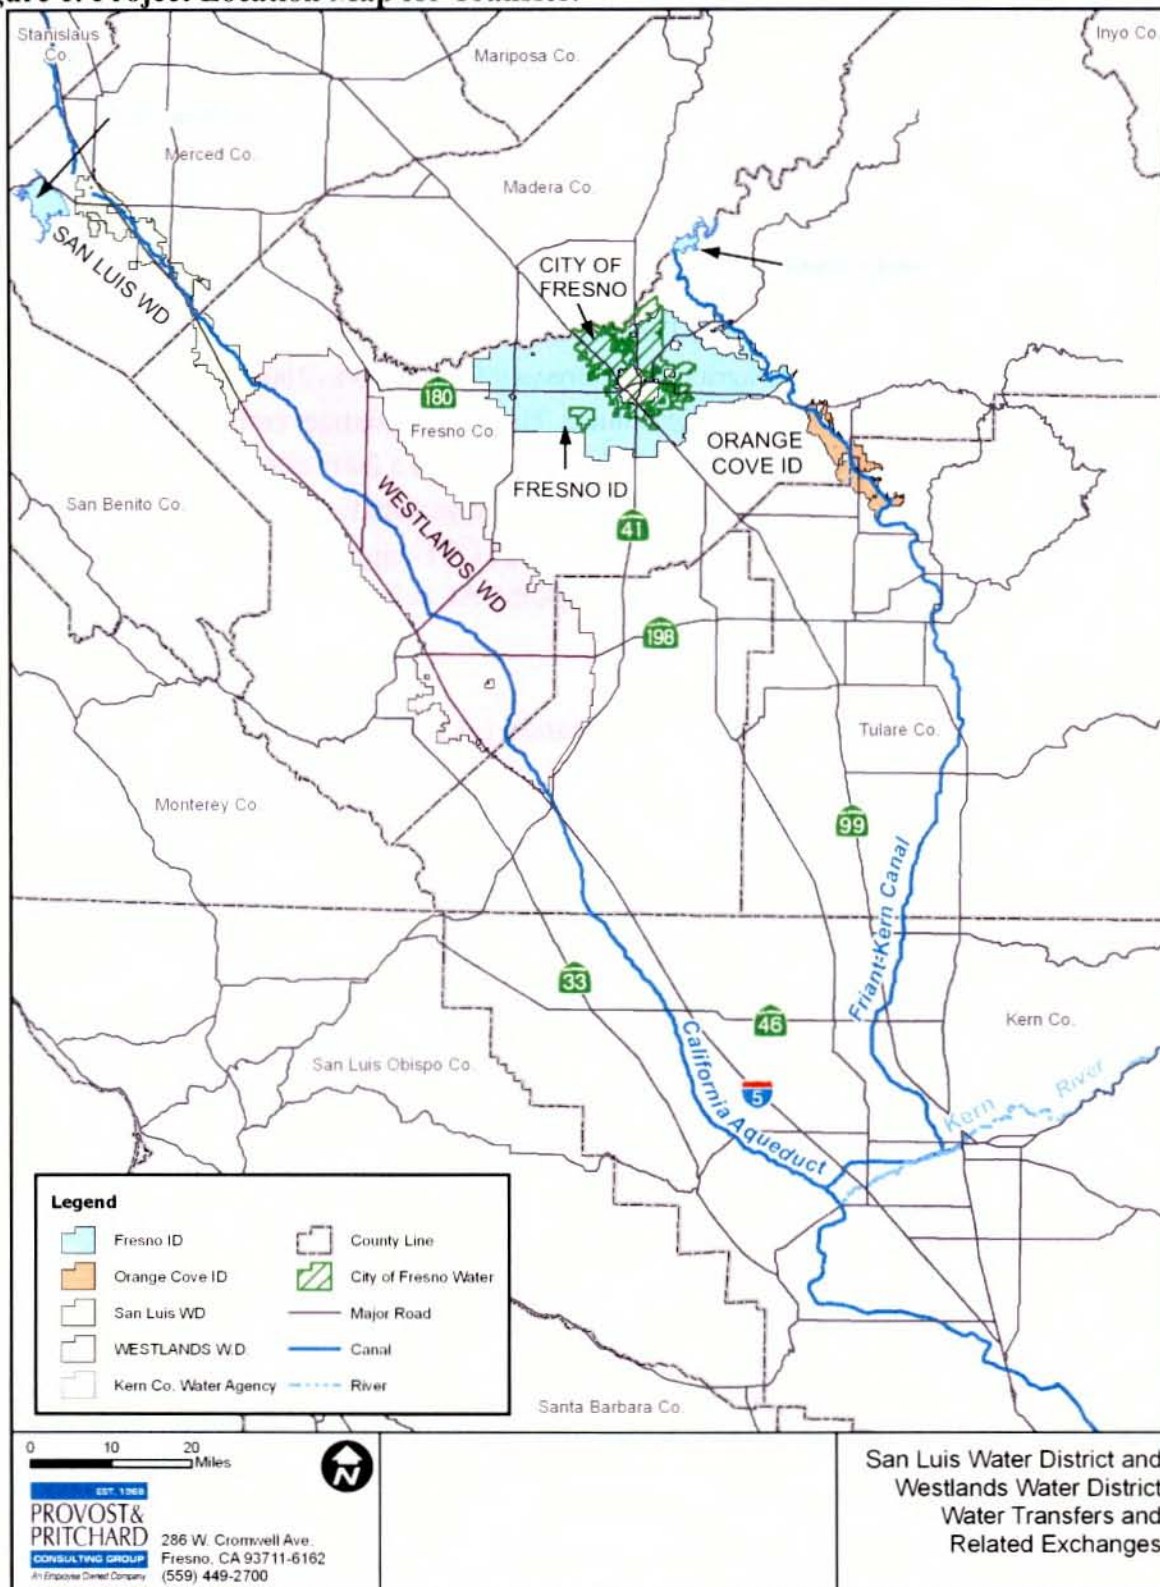 Stanislaus
Co.
Mariposa Co.
Inyo Co.
Merced Co.
Madera Co.
SAN LUIS WD
CITY OF
FRESNO
180
Fresno Co.
ORANGE
COVE ID
FRESNO ID
WESTLANDS WD
San Benito Co.
41
198
Tulare Co.
Monterey Co.
99
Friant-Kern Canal
33
46
Kern Co.
San Luis Obispo Co.
California Aqueduct
5
Kern River
Legend
Fresno ID
County Line
Orange Cove ID
City of Fresno Water
San Luis WD
Major Road
WESTLANDS W.D.
Canal
Kern Co. Water Agency
River
Santa Barbara Co.
0 10 20
Miles
N
EST. 1968
PROVOST&
PRITCHARD
CONSULTING GROUP
An Employee Owned Company
286 W. Cromwell Ave.
Fresno, CA 93711-6162
(559) 449-2700
San Luis Water District and
Westlands Water District
Water Transfers and
Related Exchanges